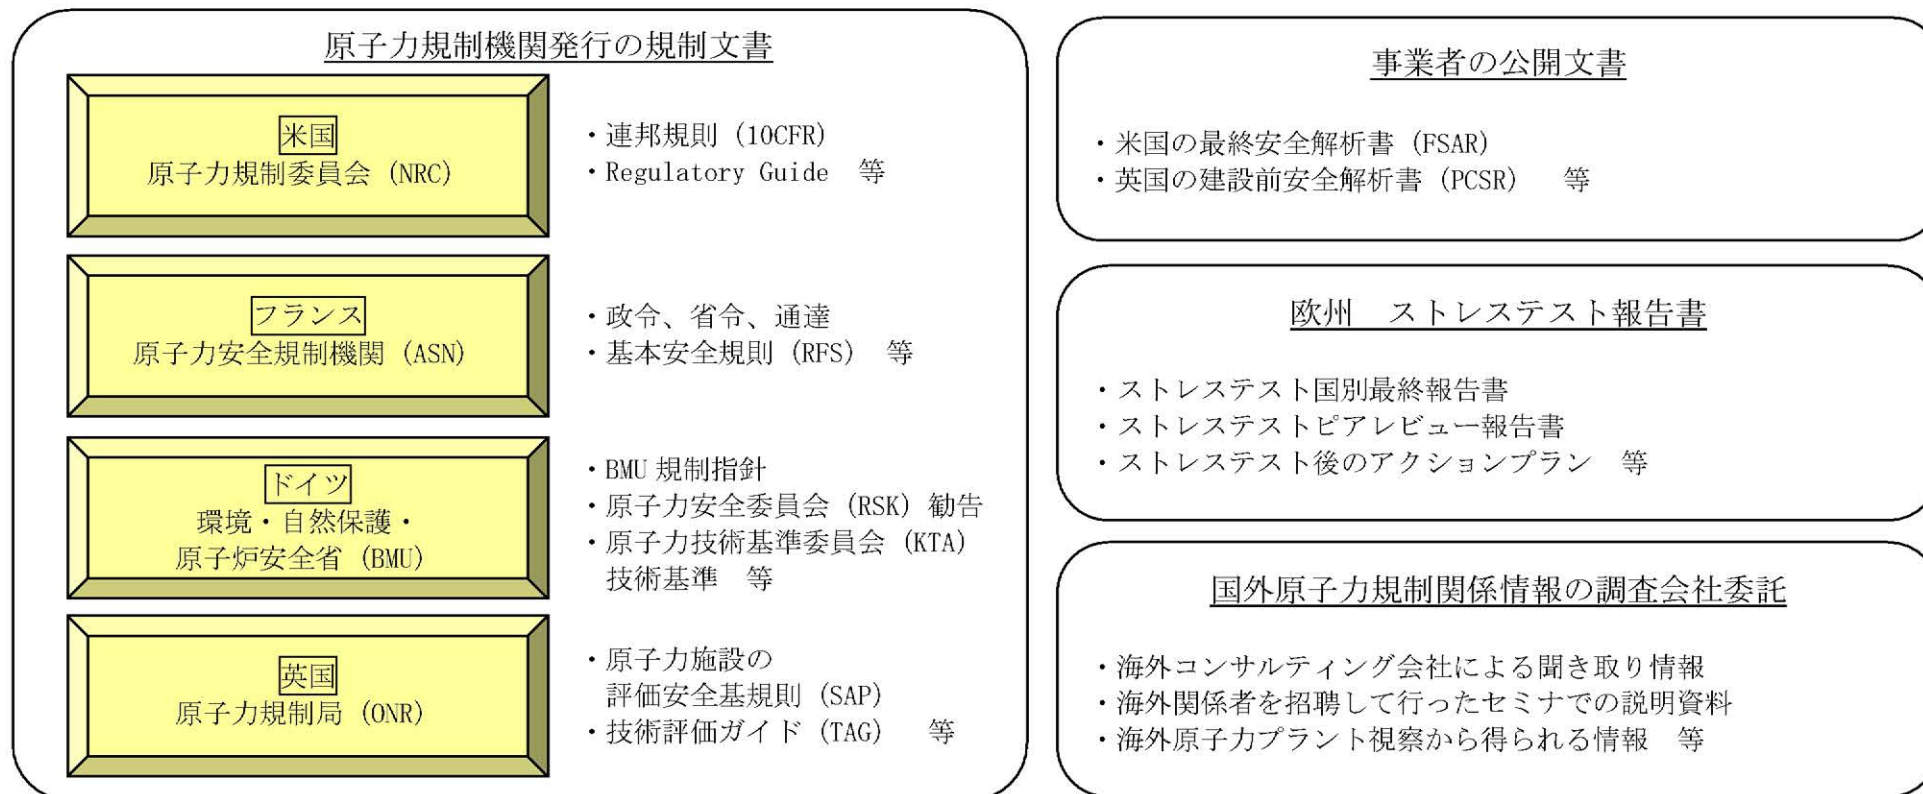 原子力規制機関発行の規制文書
米国
原子力規制委員会(NRC)
・連邦規則(10CFR)
・Regulatory Guide 等
フランス
原子力安全規制機関(ASN)
・政令、省令、通達
・基本安全規則(RFS) 等
ドイツ
環境・自然保護・
原子炉安全省(BMU)
・BMU 規制指針
・原子力安全委員会(RSK)勧告
・原子力技術基準委員会(KTA)
技術基準 等
英国
原子力規制局(ONR)
・原子力施設の
評価安全基規則(SAP)
・技術評価ガイド(TAG) 等
事業者の公開文書
・米国の最終安全解析書(FSAR)
・英国の建設前安全解析書(PCSR) 等
欧州 ストレステスト報告書
・ストレステスト国別最終報告書
・ストレステストピアレビュー報告書
・ストレステスト後のアクションプラン 等
国外原子力規制関係情報の調査会社委託
・海外コンサルティング会社による聞き取り情報
・海外関係者を招聘して行ったセミナでの説明資料
・海外原子力プラント視察から得られる情報 等